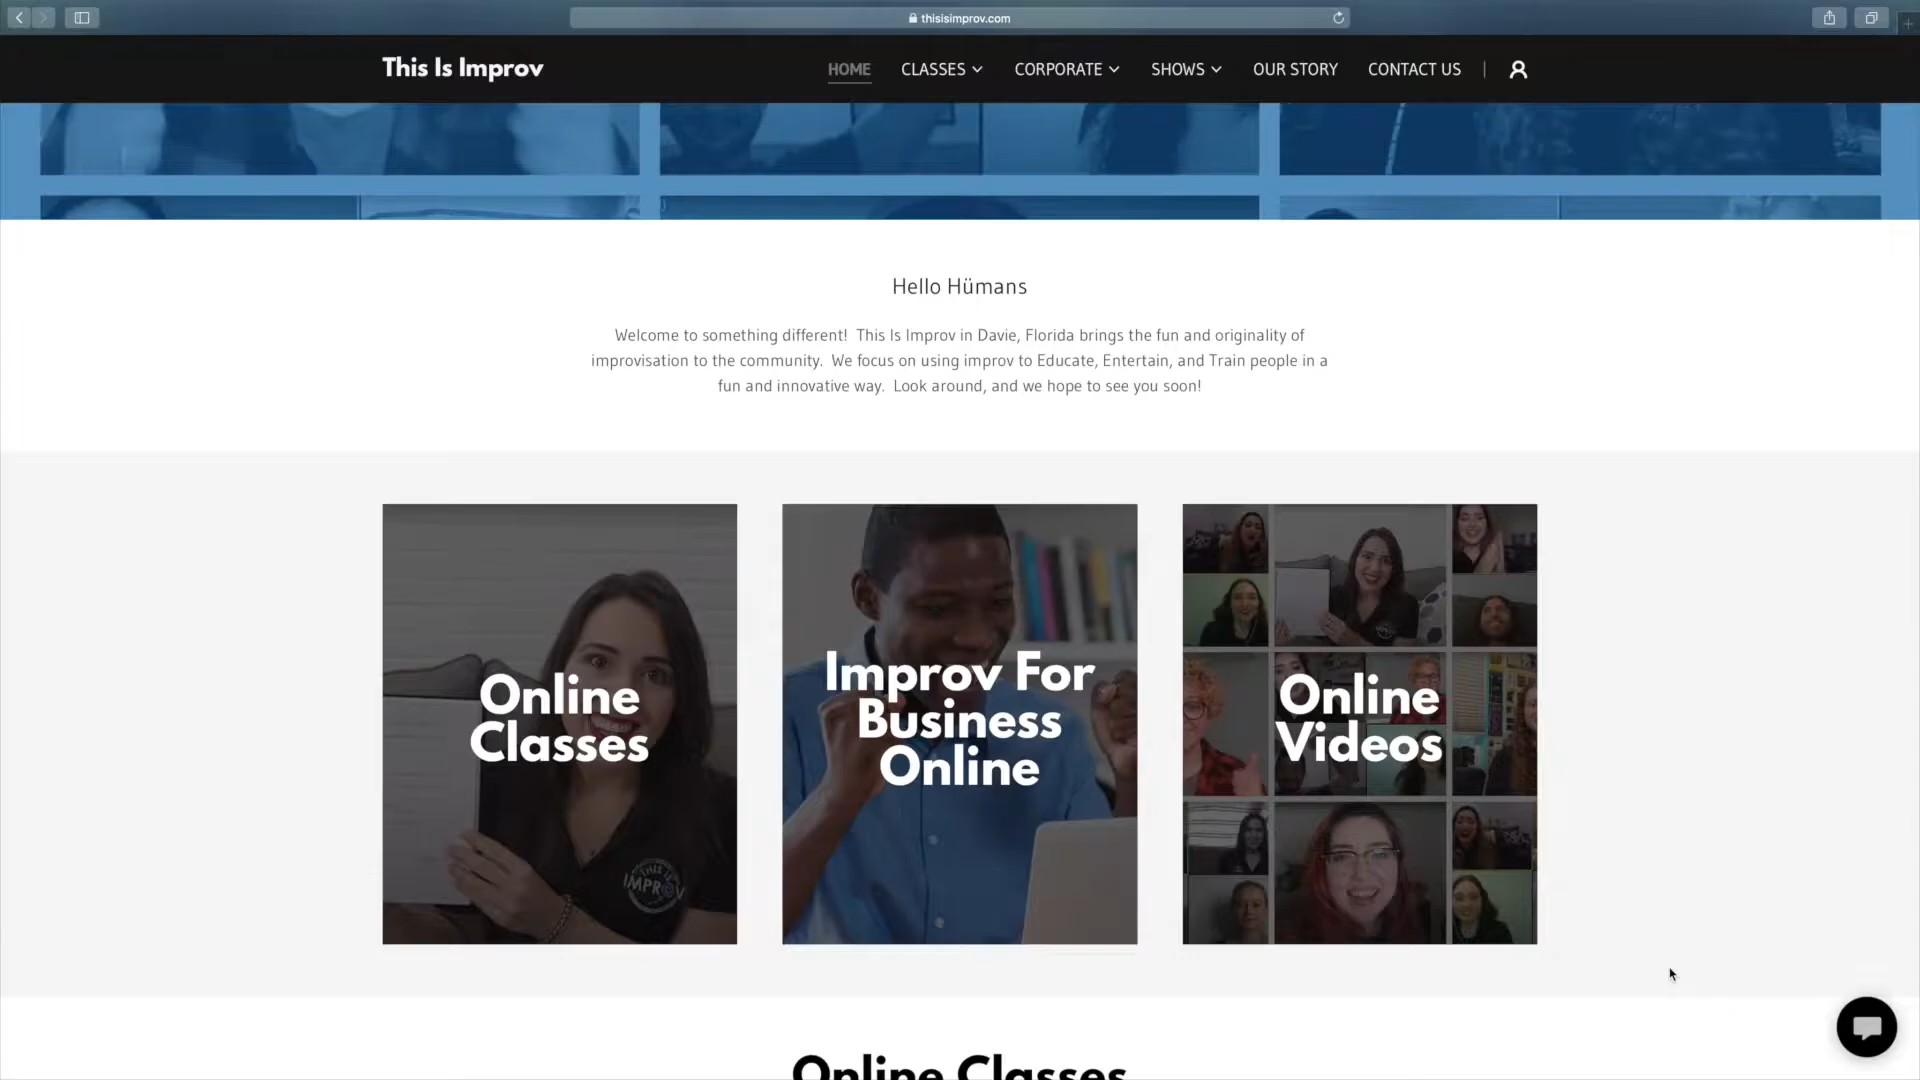 thisisimprov.com
This Is Improv
HOME
CLASSES
CORPORATE
SHOWS
OUR STORY
CONTACT US
Hello Hümans
Welcome to something different!  This Is Improv in Davie, Florida brings the fun and originality of
improvisation to the community.  We focus on using improv to Educate, Entertain, and Train people in a
fun and innovative way.  Look around, and we hope to see you soon!
Online
Classes
THIS IS
IMPROV
Improv For
Business
Online
Online
Videos
Online Classes